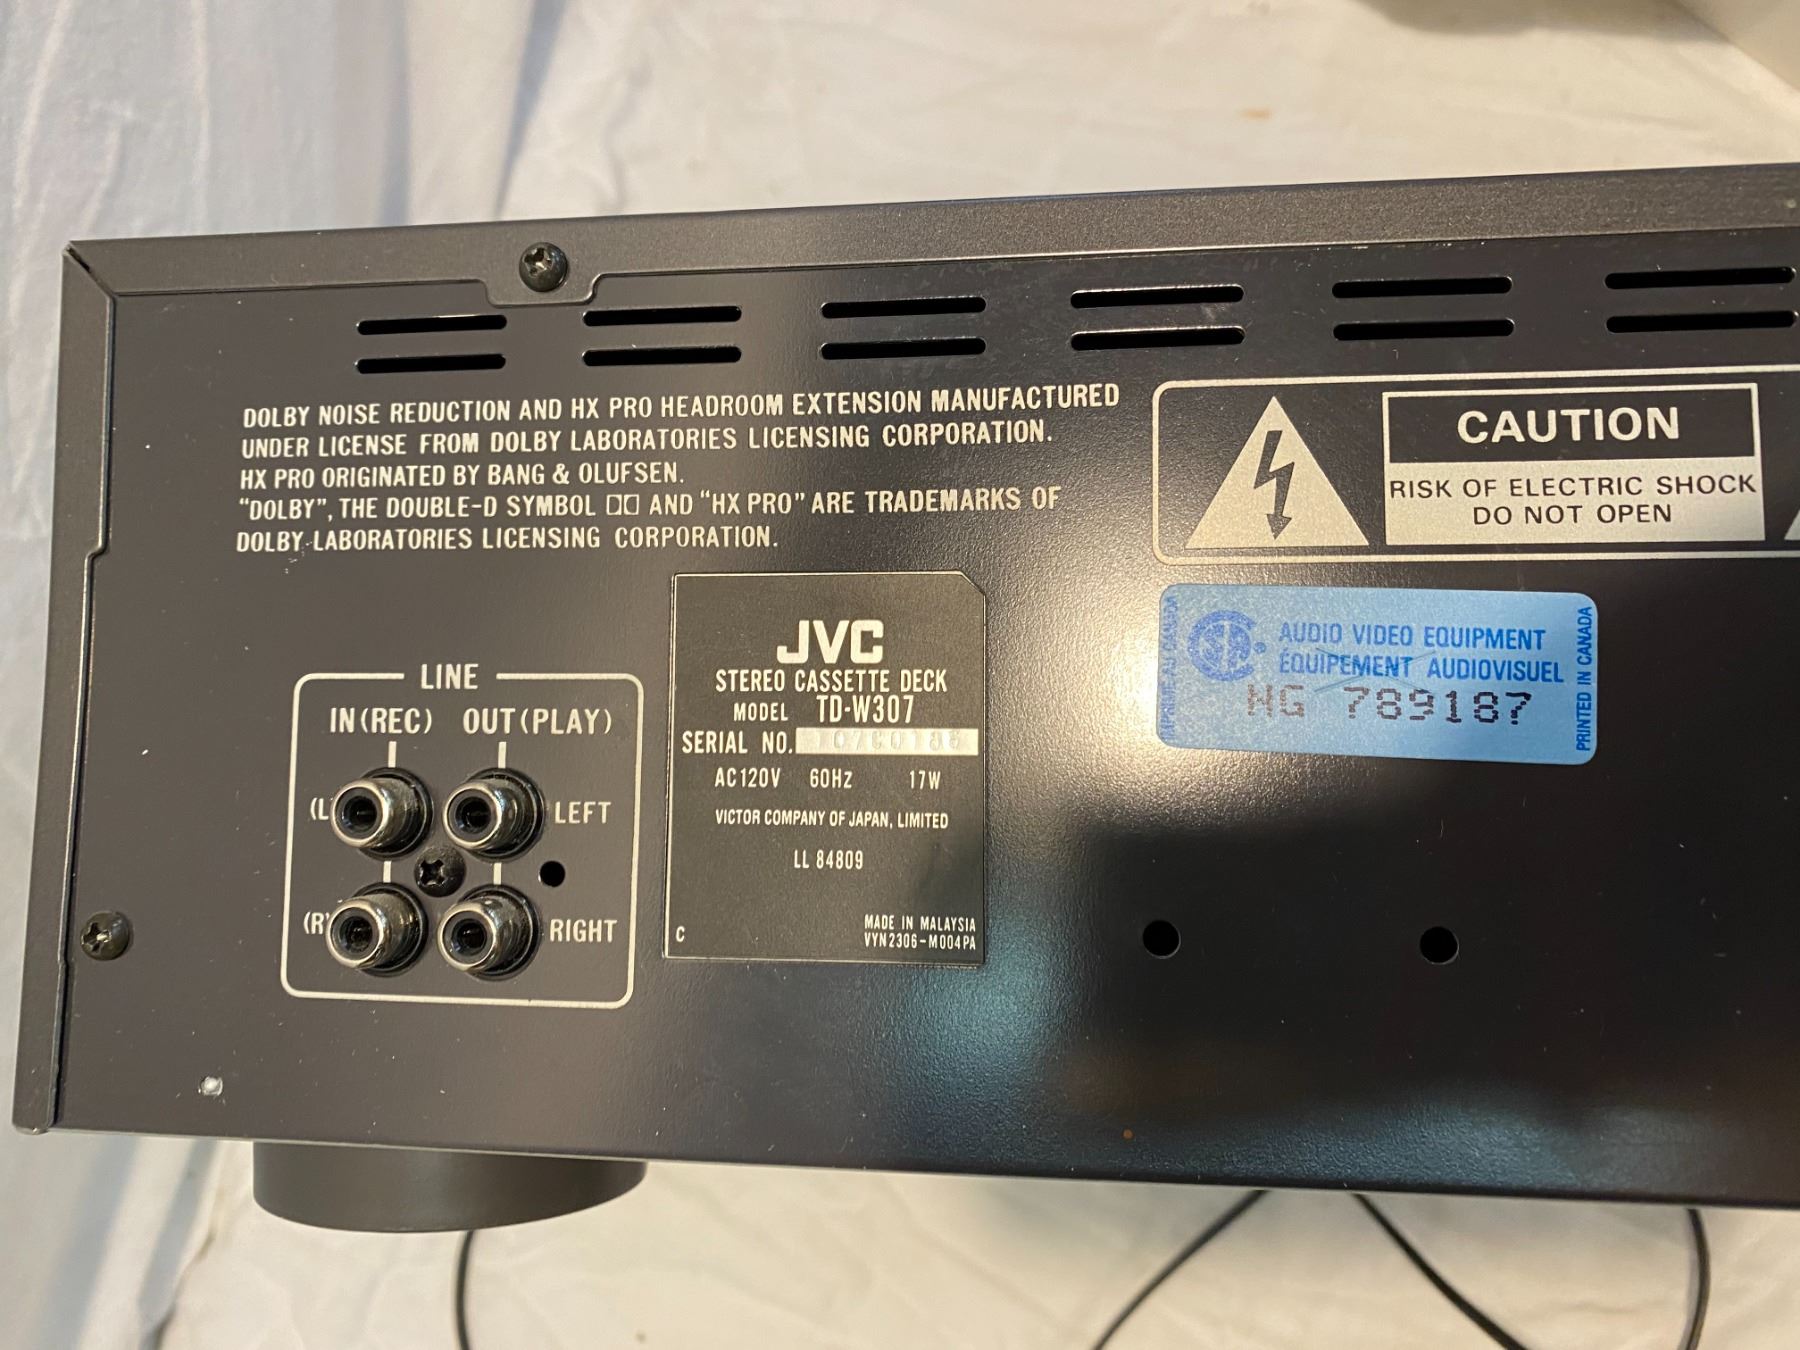 DOLBY NOISE REDUCTION AND HX PRO HEADROOM EXTENSION MANUFACTURED
UNDER LICENSE FROM DOLBY LABORATORIES LICENSING CORPORATION.
HX PRO ORIGINATED BY BANG & OLUFSEN.
“DOLBY”, THE DOUBLE-D SYMBOL AND “HX PRO” ARE TRADEMARKS OF
DOLBY LABORATORIES LICENSING CORPORATION.
CAUTION
RISK OF ELECTRIC SHOCK
DO NOT OPEN
LINE
IN (REC) OUT (PLAY)
(L LEFT
(R RIGHT
JVC
STEREO CASSETTE DECK
MODEL TD-W307
SERIAL NO.
AC120V 60Hz 17W
VICTOR COMPANY OF JAPAN, LIMITED
LL 84809
MADE IN MALAYSIA
C VYN2306-M004PA
IMPRIMÉ AU CANADA
AUDIO VIDEO EQUIPMENT
ÉQUIPEMENT AUDIOVISUEL
HG 789187
PRINTED IN CANADA